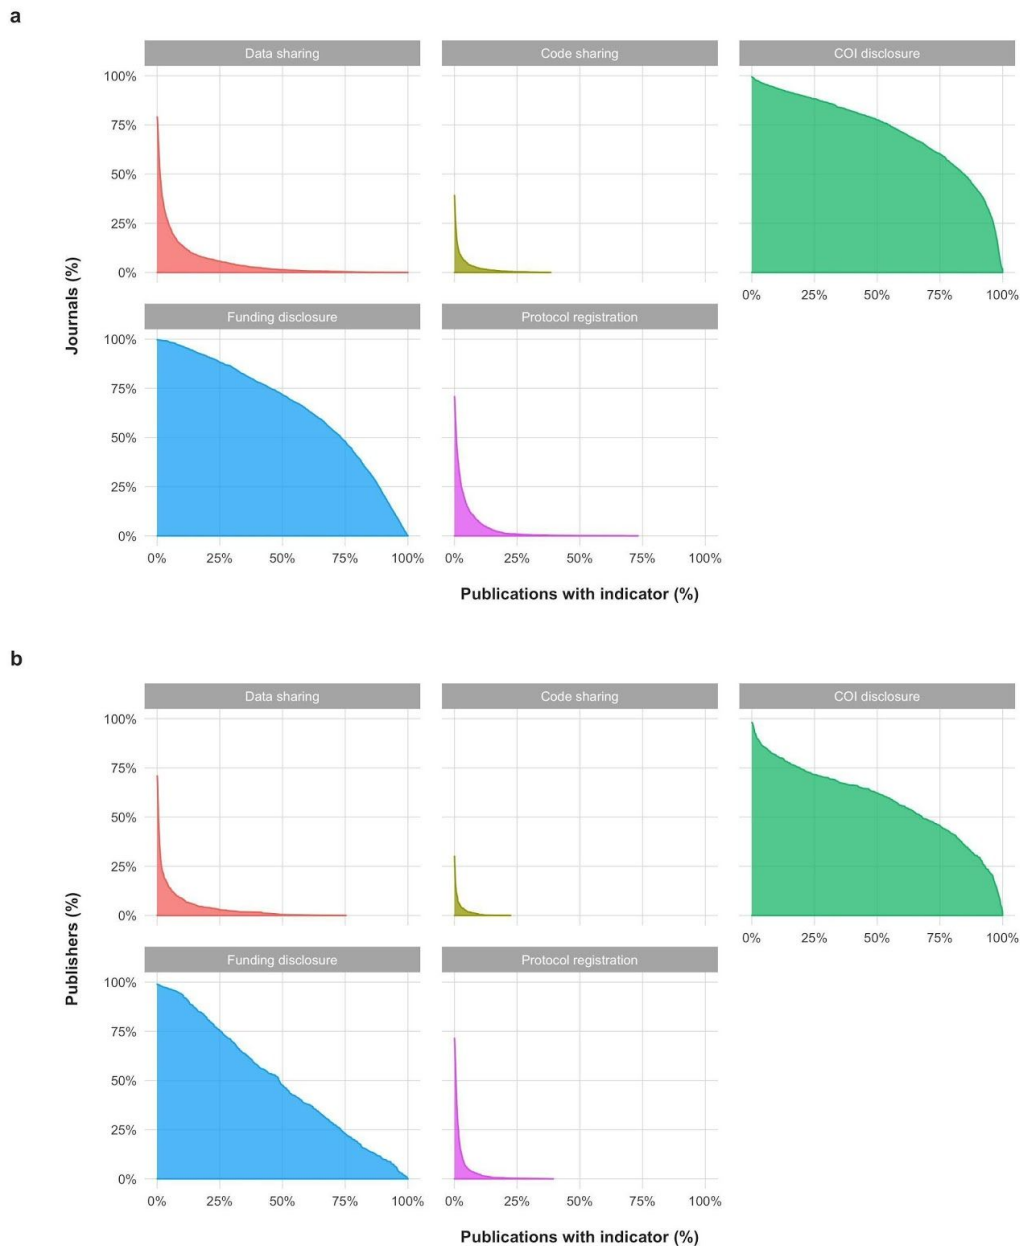 a
Data sharing
Code sharing
COI disclosure
100%
75%
50%
25%
0%
0% 25% 50% 75% 100%
Funding disclosure
Protocol registration
100%
75%
50%
25%
0%
0% 25% 50% 75% 100%
0% 25% 50% 75% 100%
Journals (%)
Publications with indicator (%)
b
Data sharing
Code sharing
COI disclosure
100%
75%
50%
25%
0%
0% 25% 50% 75% 100%
Funding disclosure
Protocol registration
100%
75%
50%
25%
0%
0% 25% 50% 75% 100%
0% 25% 50% 75% 100%
Publishers (%)
Publications with indicator (%)